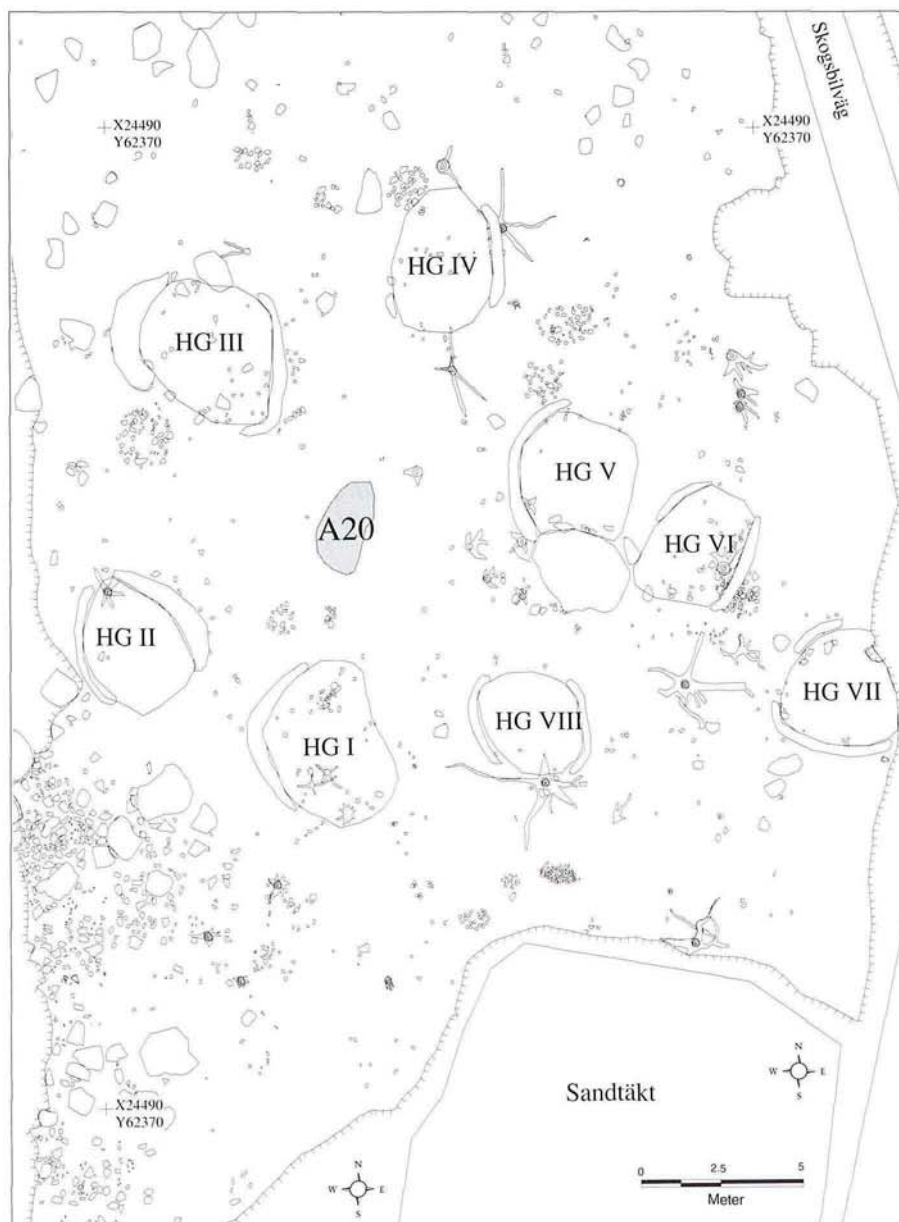 Skogsbilväg
X24490
Y62370
X24490
Y62370
HG IV
HG III
HG V
A20
HG VI
HG II
HG VII
HG VIII
HG I
N
W E
S
X24490
Y62370
Sandtäkt
N
W E
S
0 2.5 5
Meter